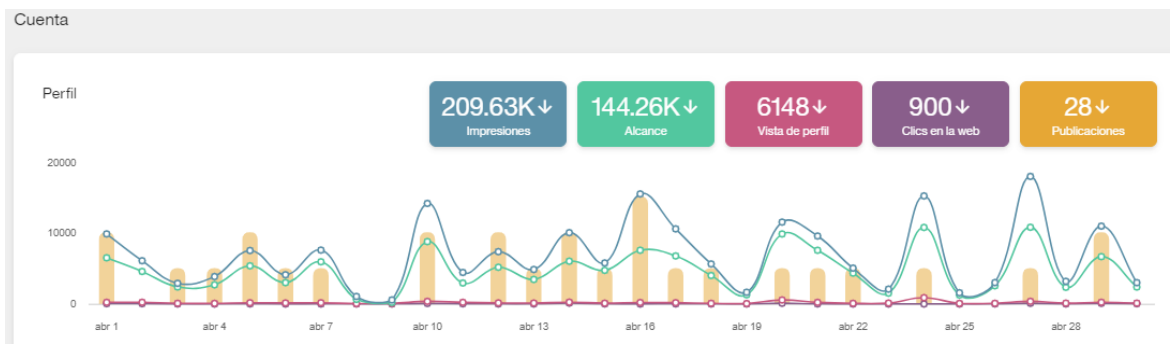 Cuenta
Perfil
209.63K↓
Impresiones
144.26K↓
Alcance
6148↓
Vista de perfil
900↓
Clics en la web
28↓
Publicaciones
20000
10000
0
abr 1
abr 4
abr 7
abr 10
abr 13
abr 16
abr 19
abr 22
abr 25
abr 28